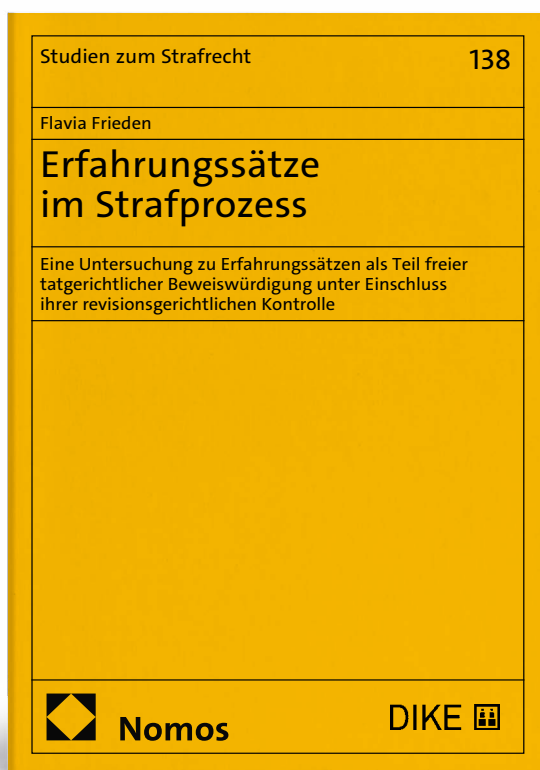 Studien zum Strafrecht 138
Flavia Frieden
Erfahrungssätze
im Strafprozess
Eine Untersuchung zu Erfahrungssätzen als Teil freier
tatgerichtlicher Beweiswürdigung unter Einschluss
ihrer revisionsgerichtlichen Kontrolle
Nomos DIKE